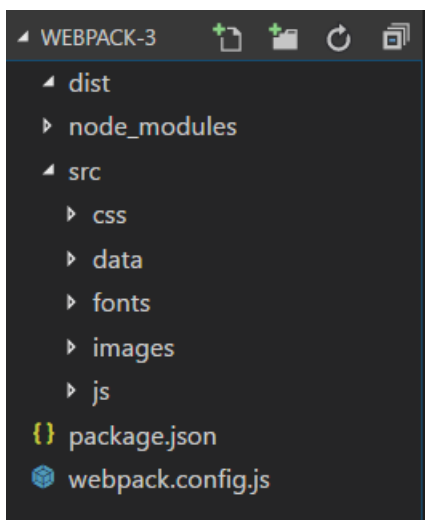 WEBPACK-3
dist
node_modules
src
css
data
fonts
images
js
package.json
webpack.config.js